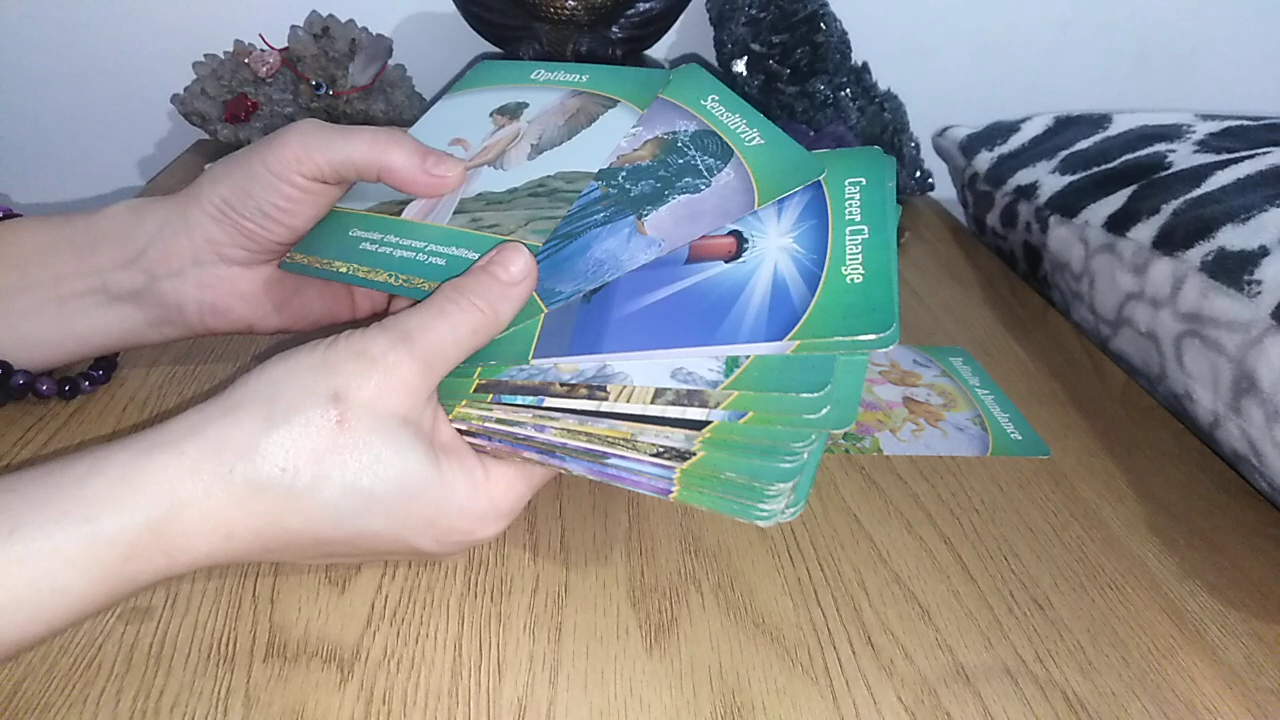 Options
Consider the career possibilities
that are open to you.
Sensitivity
Career Change
Infinite Abundance